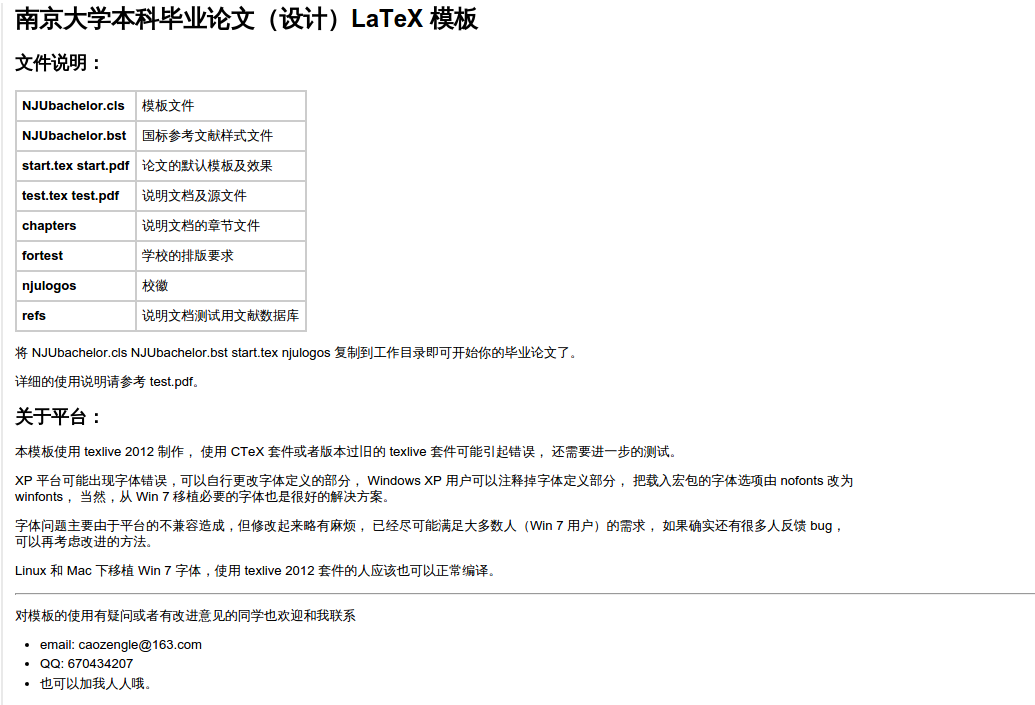 南京大学本科毕业论文（设计）LaTeX 模板
文件说明：
NJUbachelor.cls 模板文件
NJUbachelor.bst 国标参考文献样式文件
start.tex start.pdf 论文的默认模板及效果
test.tex test.pdf 说明文档及源文件
chapters 说明文档的章节文件
fortest 学校的排版要求
njulogos 校徽
refs 说明文档测试用文献数据库
将 NJUbachelor.cls NJUbachelor.bst start.tex njulogos 复制到工作目录即可开始你的毕业论文了。
详细的使用说明请参考 test.pdf。
关于平台：
本模板使用 texlive 2012 制作， 使用 CTeX 套件或者版本过旧的 texlive 套件可能引起错误， 还需要进一步的测试。
XP 平台可能出现字体错误，可以自行更改字体定义的部分， Windows XP 用户可以注释掉字体定义部分， 把载入宏包的字体选项由 nofonts 改为
winfonts， 当然，从 Win 7 移植必要的字体也是很好的解决方案。
字体问题主要由于平台的不兼容造成，但修改起来略有麻烦， 已经尽可能满足大多数人（Win 7 用户）的需求， 如果确实还有很多人反馈 bug，
可以再考虑改进的方法。
Linux 和 Mac 下移植 Win 7 字体，使用 texlive 2012 套件的人应该也可以正常编译。
对模板的使用有疑问或者有改进意见的同学也欢迎和我联系
• email: caozengle@163.com
• QQ: 670434207
• 也可以加我人人哦。